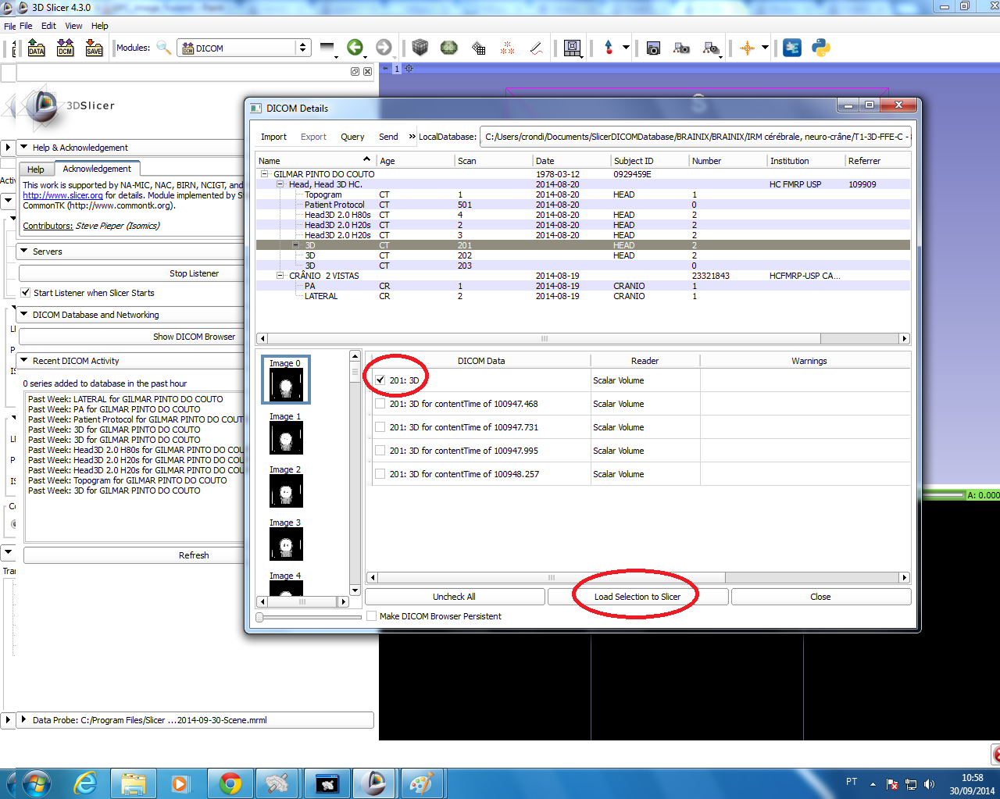 3D Slicer 4.3.0
File File Edit View Help
DATA DCM SAVE Modules: DICOM
1
3DSlicer
S
DICOM Details
Import Export Query Send » LocalDatabase: C:/Users/crondi/Documents/SlicerDICOMDatabase/BRAINIX/BRAINIX/IRM cérébrale, neuro-crâne/T1-3D-FFE-C -
Help & Acknowledgement
Help Acknowledgement
This work is supported by NA-MIC, NAC, BIRN, NCIGT, and
http://www.slicer.org for details. Module implemented by S
CommonTK (http://www.commontk.org).
Contributors: Steve Pieper (Isomics)
Servers
Stop Listener
Start Listener when Slicer Starts
DICOM Database and Networking
Show DICOM Browser
Recent DICOM Activity
0 series added to database in the past hour
Past Week: LATERAL for GILMAR PINTO DO COUTO
Past Week: PA for GILMAR PINTO DO COUTO
Past Week: Patient Protocol for GILMAR PINTO DO COUT
Past Week: 3D for GILMAR PINTO DO COUTO
Past Week: 3D for GILMAR PINTO DO COUTO
Past Week: Head3D 2.0 H80s for GILMAR PINTO DO COU
Past Week: Head3D 2.0 H20s for GILMAR PINTO DO COU
Past Week: Head3D 2.0 H20s for GILMAR PINTO DO COU
Past Week: Topogram for GILMAR PINTO DO COUTO
Past Week: 3D for GILMAR PINTO DO COUTO
Refresh
Data Probe: C:/Program Files/Slicer ...2014-09-30-Scene.mrml
Name Age Scan Date Subject ID Number Institution Referrer
GILMAR PINTO DO COUTO 1978-03-12 0929459E
Head, Head 3D HC. 2014-08-20 HC FMRP USP 109909
Topogram CT 1 2014-08-20 HEAD 1
Patient Protocol CT 501 2014-08-20 0
Head3D 2.0 H80s CT 4 2014-08-20 HEAD 2
Head3D 2.0 H20s CT 2 2014-08-20 HEAD 2
Head3D 2.0 H20s CT 3 2014-08-20 HEAD 2
3D CT 201 2014-08-20 HEAD 2
3D CT 202 2014-08-20 HEAD 2
3D CT 203 2014-08-20 0
CRÂNIO 2 VISTAS 2014-08-19 23321843 HCFMRP-USP CA...
PA CR 1 2014-08-19 CRANIO 1
LATERAL CR 2 2014-08-19 CRANIO 1
Image 0
Image 1
Image 2
Image 3
Image 4
DICOM Data Reader Warnings
201: 3D Scalar Volume
201: 3D for contentTime of 100947.468 Scalar Volume
201: 3D for contentTime of 100947.731 Scalar Volume
201: 3D for contentTime of 100947.995 Scalar Volume
201: 3D for contentTime of 100948.257 Scalar Volume
Uncheck All Load Selection to Slicer Close
Make DICOM Browser Persistent
A: 0.000
PT
10:58
30/09/2014